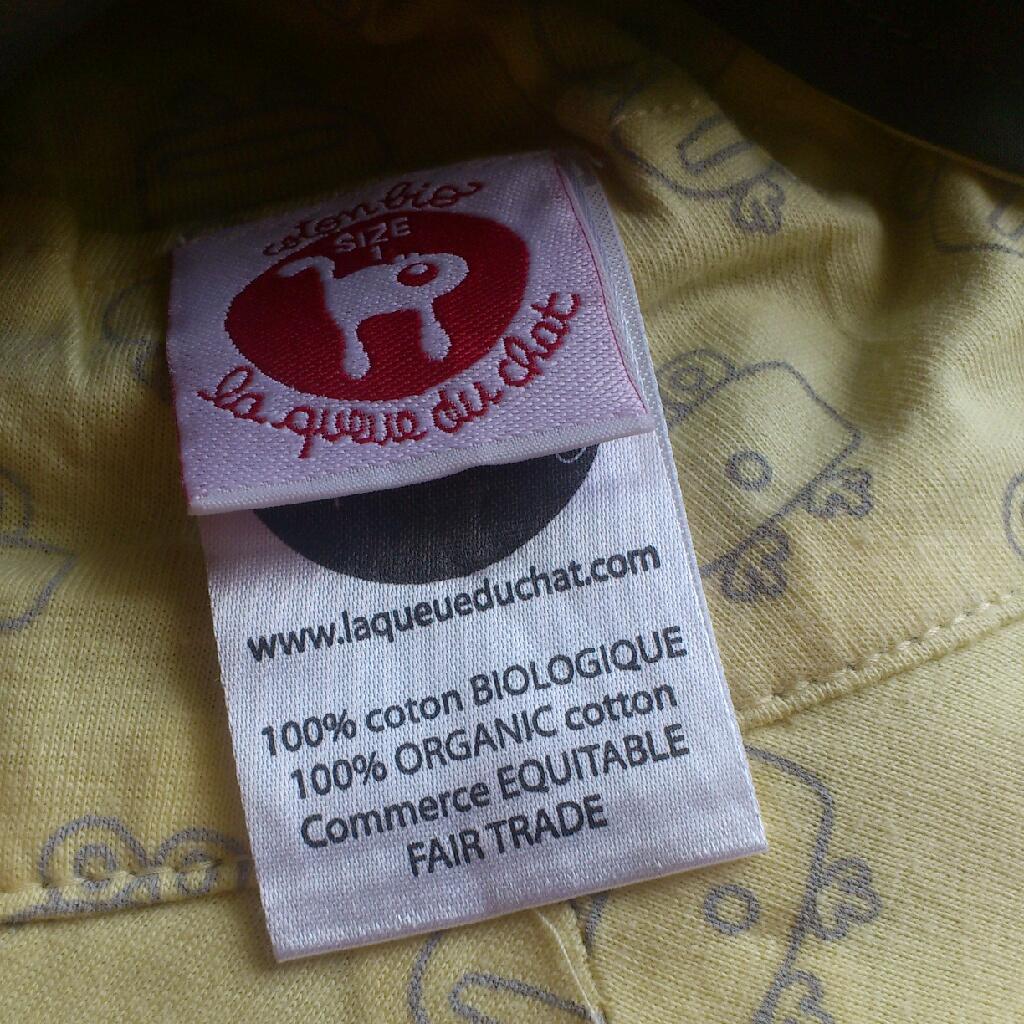 coton bio
SIZE
1
la queue du chat
www.laqueueduchat.com
100% coton BIOLOGIQUE
100% ORGANIC cotton
Commerce EQUITABLE
FAIR TRADE